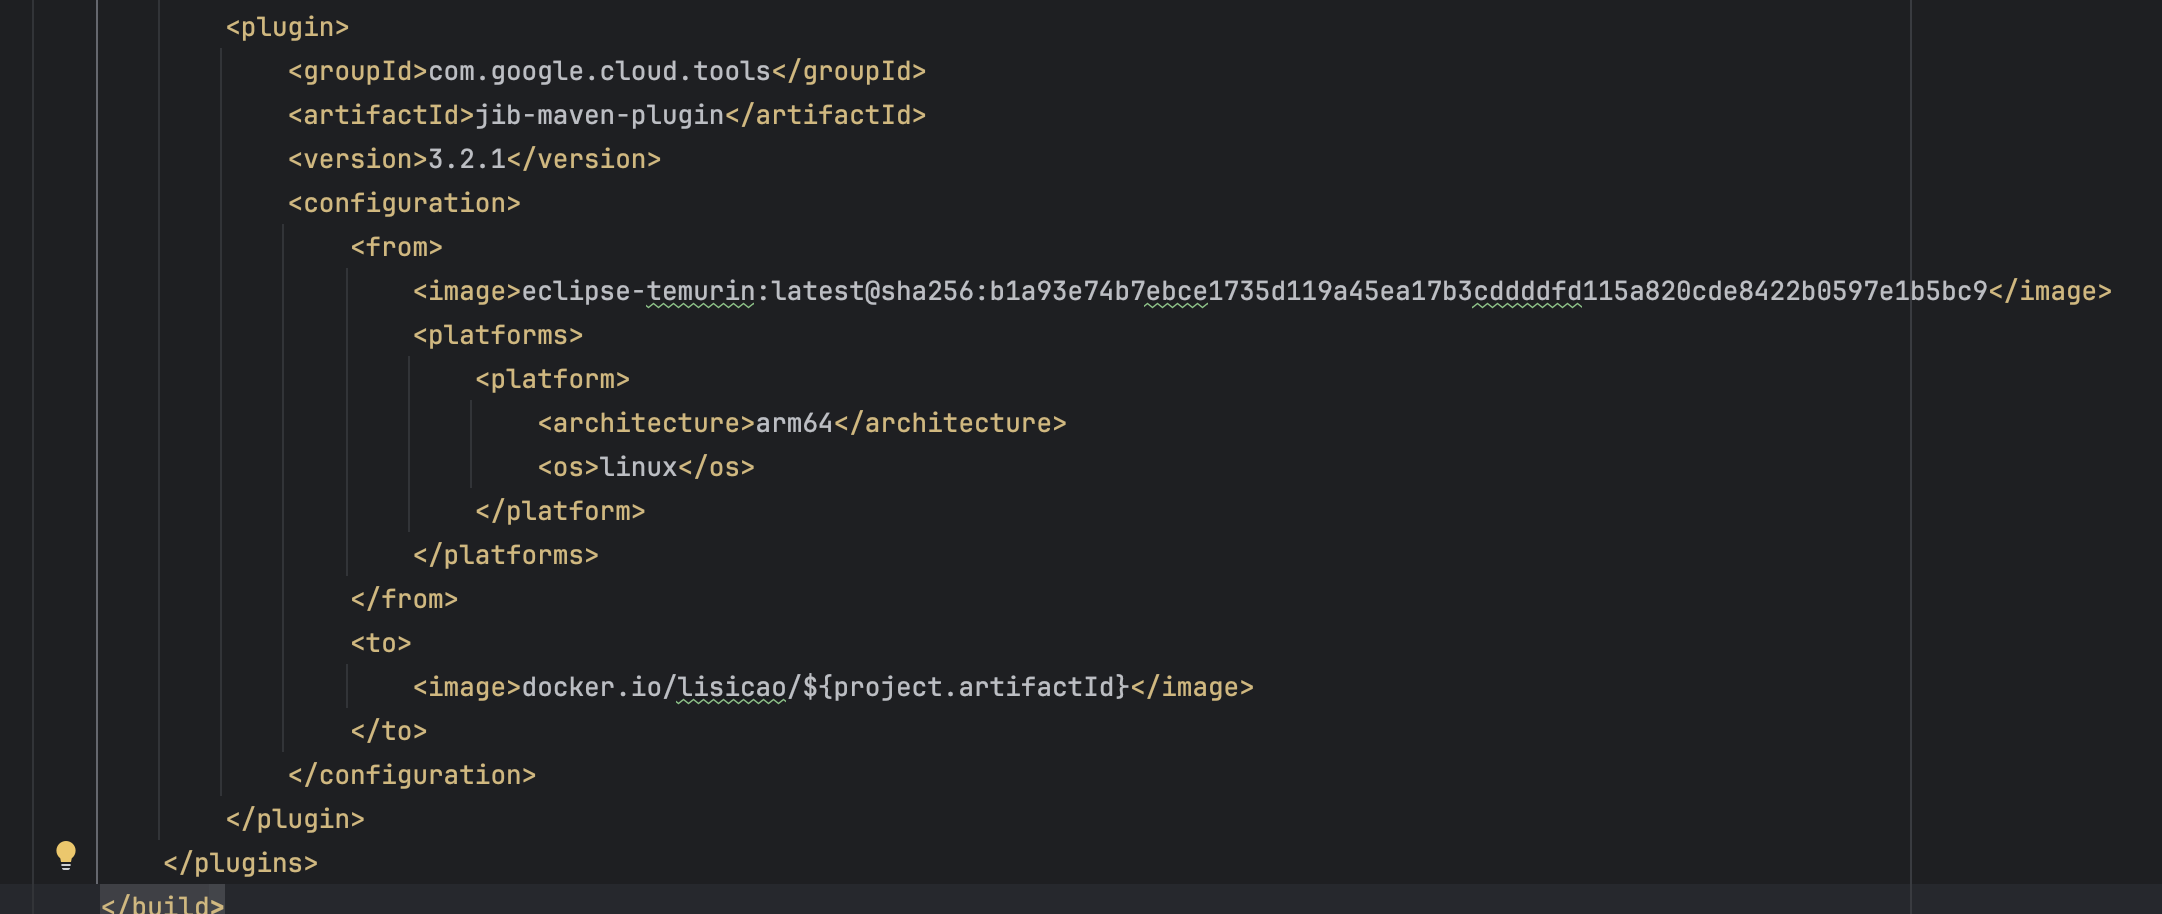 <plugin>
<groupId>com.google.cloud.tools</groupId>
<artifactId>jib-maven-plugin</artifactId>
<version>3.2.1</version>
<configuration>
<from>
<image>eclipse-temurin:latest@sha256:b1a93e74b7ebce1735d119a45ea17b3cddddfd115a820cde8422b0597e1b5bc9</image>
<platforms>
<platform>
<architecture>arm64</architecture>
<os>linux</os>
</platform>
</platforms>
</from>
<to>
<image>docker.io/lisicao/${project.artifactId}</image>
</to>
</configuration>
</plugin>
</plugins>
</build>